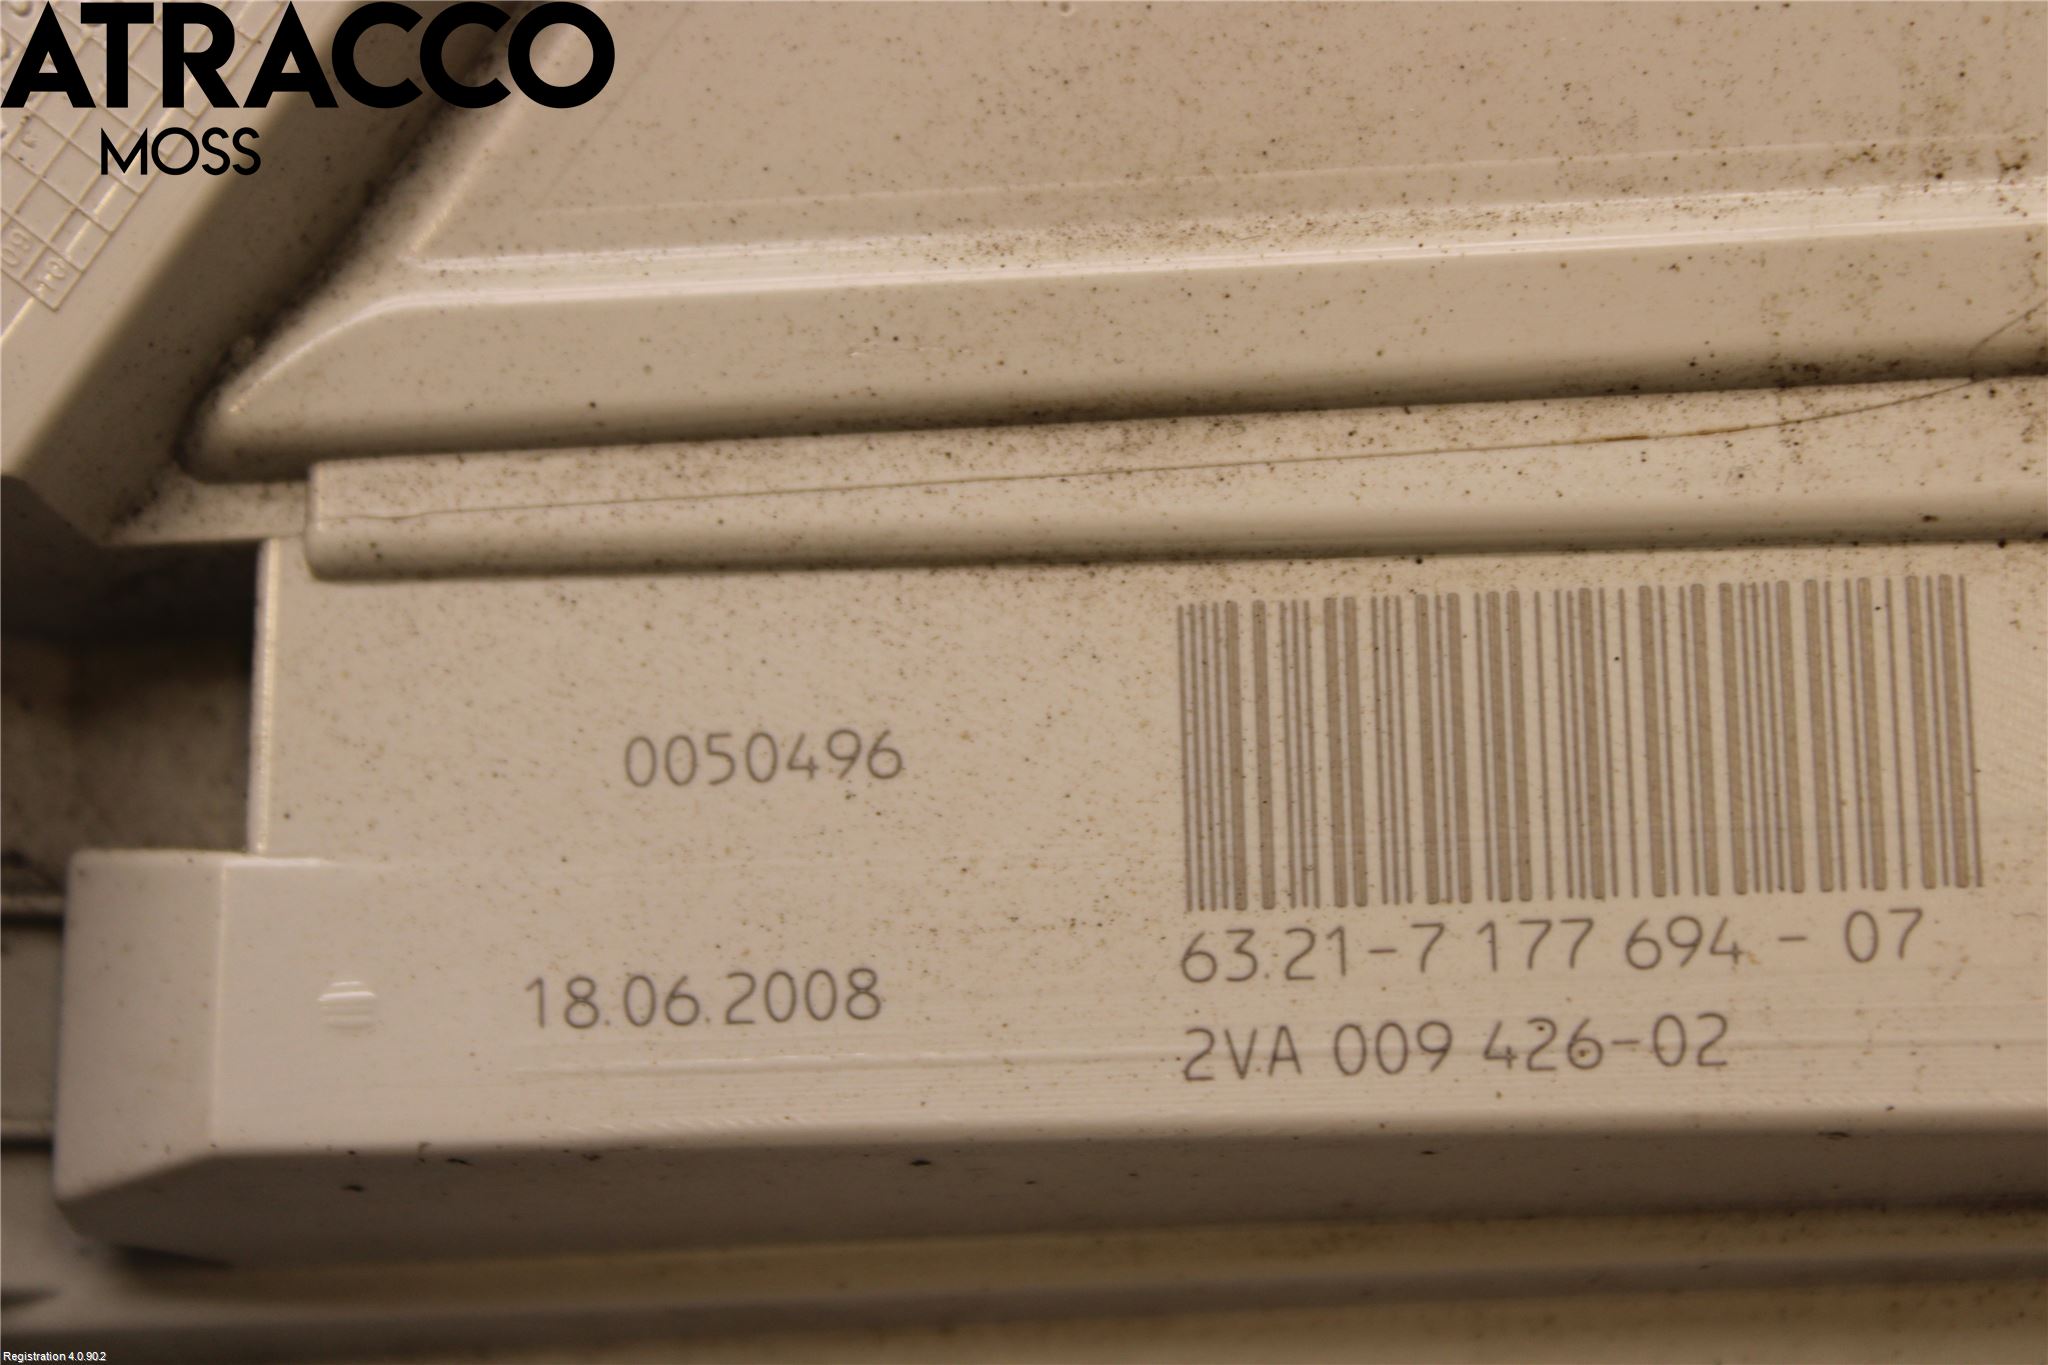 ATRACCO
MOSS
0050496
18.06.2008
63.21-7 177 694 - 07
2VA 009 426-02
Registration 4.0.90.2